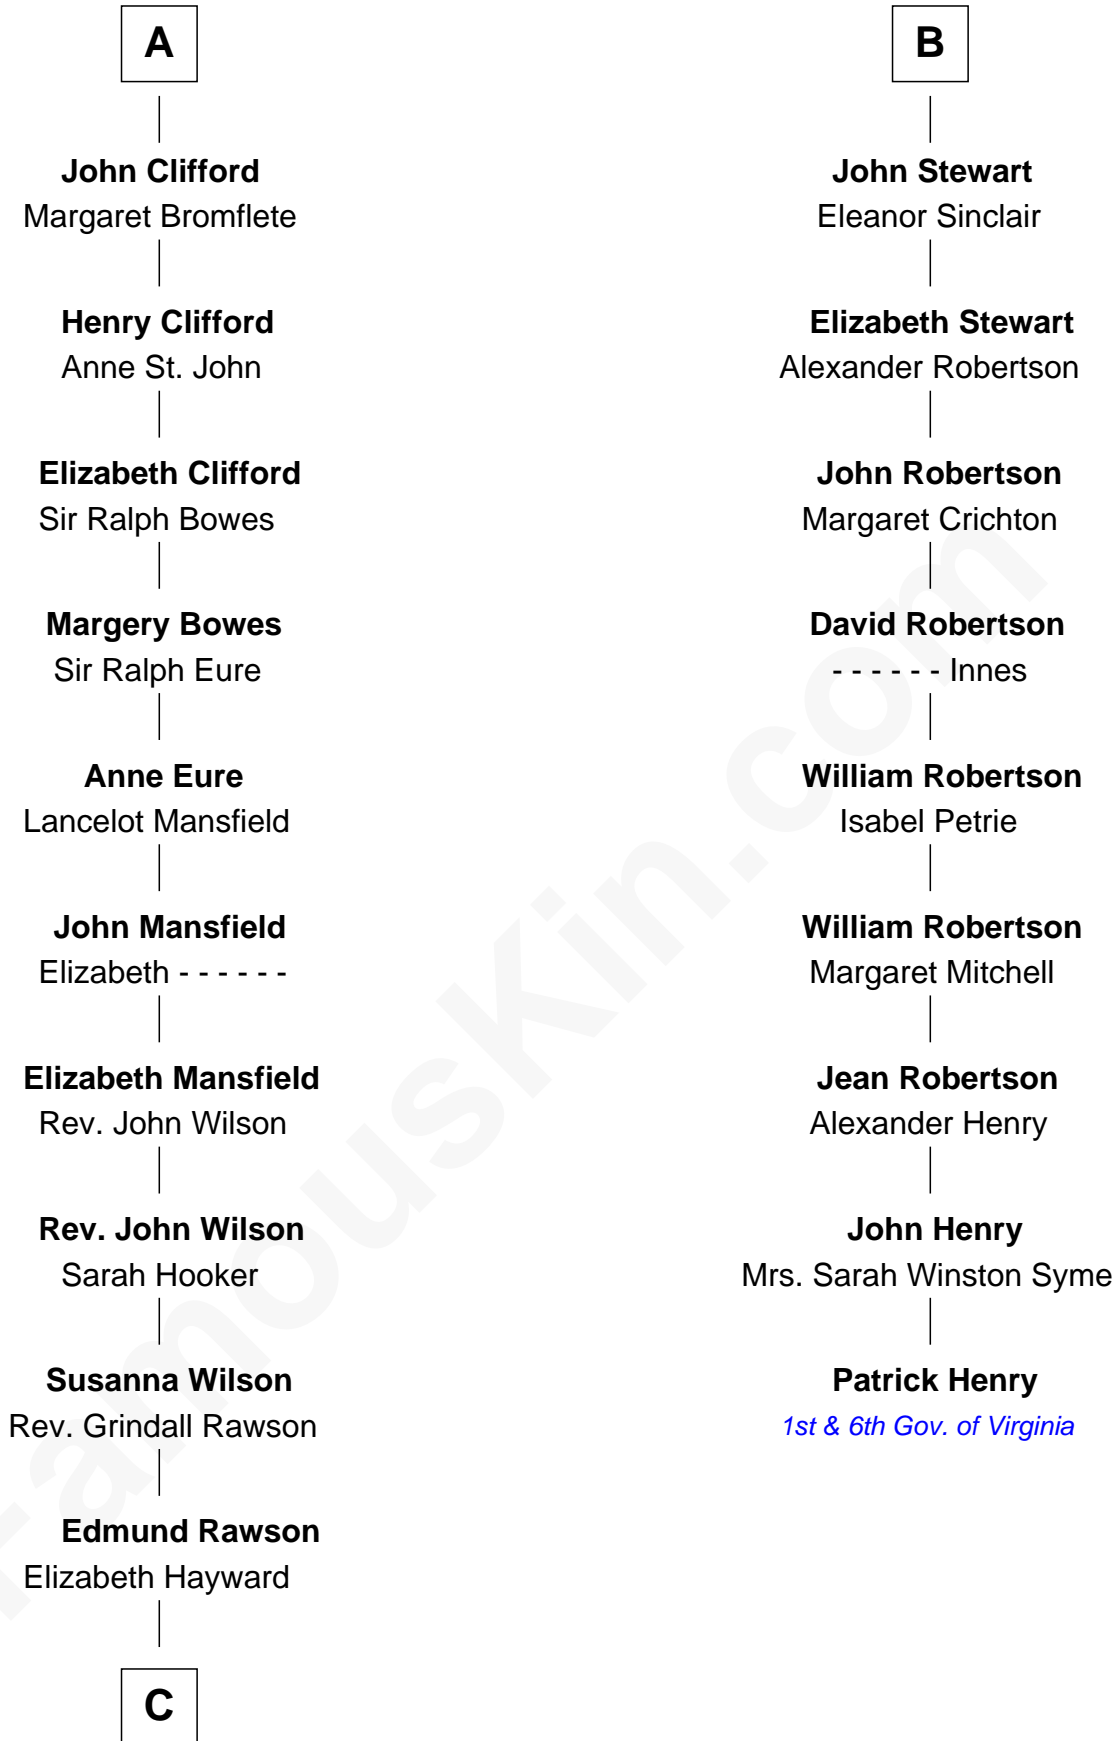 A
John Clifford
Margaret Bromflete
Henry Clifford
Anne St. John
Elizabeth Clifford
Sir Ralph Bowes
Margery Bowes
Sir Ralph Eure
Anne Eure
Lancelot Mansfield
John Mansfield
Elizabeth - - - - - -
Elizabeth Mansfield
Rev. John Wilson
Rev. John Wilson
Sarah Hooker
Susanna Wilson
Rev. Grindall Rawson
Edmund Rawson
Elizabeth Hayward
C
B
John Stewart
Eleanor Sinclair
Elizabeth Stewart
Alexander Robertson
John Robertson
Margaret Crichton
David Robertson
- - - - - - Innes
William Robertson
Isabel Petrie
William Robertson
Margaret Mitchell
Jean Robertson
Alexander Henry
John Henry
Mrs. Sarah Winston Syme
Patrick Henry
1st & 6th Gov. of Virginia
FamousKin.com